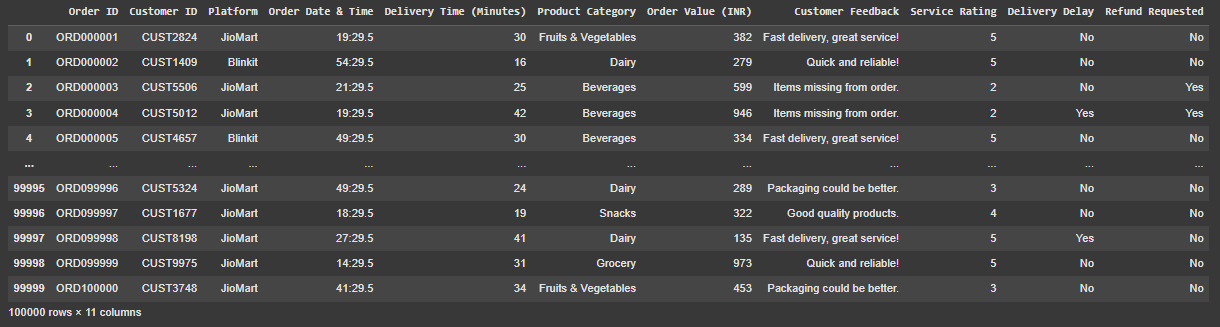 Order ID Customer ID Platform Order Date & Time Delivery Time (Minutes) Product Category Order Value (INR) Customer Feedback Service Rating Delivery Delay Refund Requested
0 ORD000001 CUST2824 JioMart 19:29.5 30 Fruits & Vegetables 382 Fast delivery, great service! 5 No No
1 ORD000002 CUST1409 Blinkit 54:29.5 16 Dairy 279 Quick and reliable! 5 No No
2 ORD000003 CUST5506 JioMart 21:29.5 25 Beverages 599 Items missing from order. 2 No Yes
3 ORD000004 CUST5012 JioMart 19:29.5 42 Beverages 946 Items missing from order. 2 Yes Yes
4 ORD000005 CUST4657 Blinkit 49:29.5 30 Beverages 334 Fast delivery, great service! 5 No No
... ... ... ... ... ... ... ... ... ... ... ...
99995 ORD099996 CUST5324 JioMart 49:29.5 24 Dairy 289 Packaging could be better. 3 No No
99996 ORD099997 CUST1677 JioMart 18:29.5 19 Snacks 322 Good quality products. 4 No No
99997 ORD099998 CUST8198 JioMart 27:29.5 41 Dairy 135 Fast delivery, great service! 5 Yes No
99998 ORD099999 CUST9975 JioMart 14:29.5 31 Grocery 973 Quick and reliable! 5 No No
99999 ORD100000 CUST3748 JioMart 41:29.5 34 Fruits & Vegetables 453 Packaging could be better. 3 No No
100000 rows × 11 columns